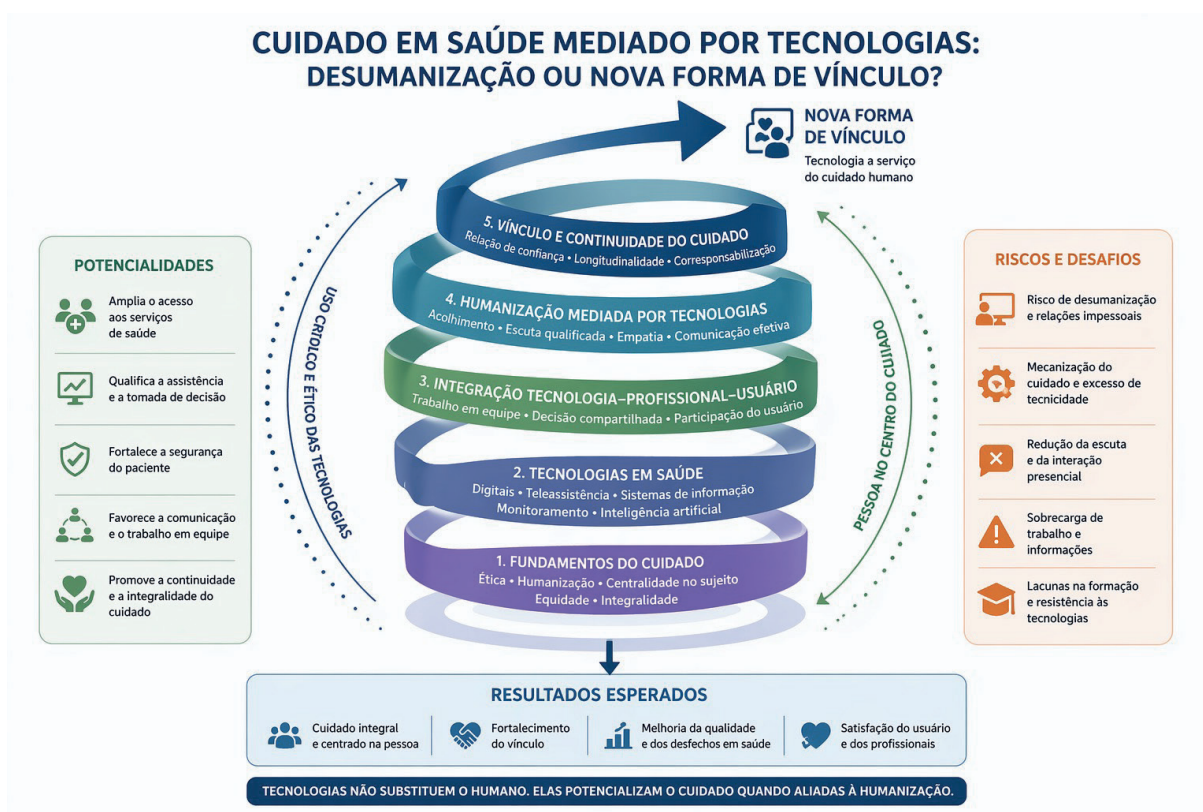 CUIDADO EM SAÚDE MEDIADO POR TECNOLOGIAS:
DESUMANIZAÇÃO OU NOVA FORMA DE VÍNCULO?
NOVA FORMA
DE VÍNCULO
Tecnologia a serviço
do cuidado humano
POTENCIALIDADES
Amplia o acesso
aos serviços
de saúde
Qualifica a assistência
e a tomada de decisão
Fortalece a segurança
do paciente
Favorece a comunicação
e o trabalho em equipe
Promove a continuidade
e a integralidade do
cuidado
USO CRIOLCO E ÉTICO DAS TECNOLOGIAS
5. VÍNCULO E CONTINUIDADE DO CUIDADO
Relação de confiança • Longitudinalidade • Corresponsabilização
4. HUMANIZAÇÃO MEDIADA POR TECNOLOGIAS
Acolhimento • Escuta qualificada • Empatia • Comunicação efetiva
3. INTEGRAÇÃO TECNOLOGIA–PROFISSIONAL–USUÁRIO
Trabalho em equipe • Decisão compartilhada • Participação do usuário
2. TECNOLOGIAS EM SAÚDE
Digitais • Teleassistência • Sistemas de informação
Monitoramento • Inteligência artificial
1. FUNDAMENTOS DO CUIDADO
Ética • Humanização • Centralidade no sujeito
Equidade • Integralidade
PESSOA NO CENTRO DO CUIJADO
RISCOS E DESAFIOS
Risco de desumanização
e relações impessoais
Mecanização do
cuidado e excesso de
tecnicidade
Redução da escuta
e da interação
presencial
Sobrecarga de
trabalho e
informações
Lacunas na formação
e resistência às
tecnologias
RESULTADOS ESPERADOS
Cuidado integral
e centrado na pessoa
Fortalecimento
do vínculo
Melhoria da qualidade
e dos desfechos em saúde
Satisfação do usuário
e dos profissionais
TECNOLOGIAS NÃO SUBSTITUEM O HUMANO. ELAS POTENCIALIZAM O CUIDADO QUANDO ALIADAS À HUMANIZAÇÃO.